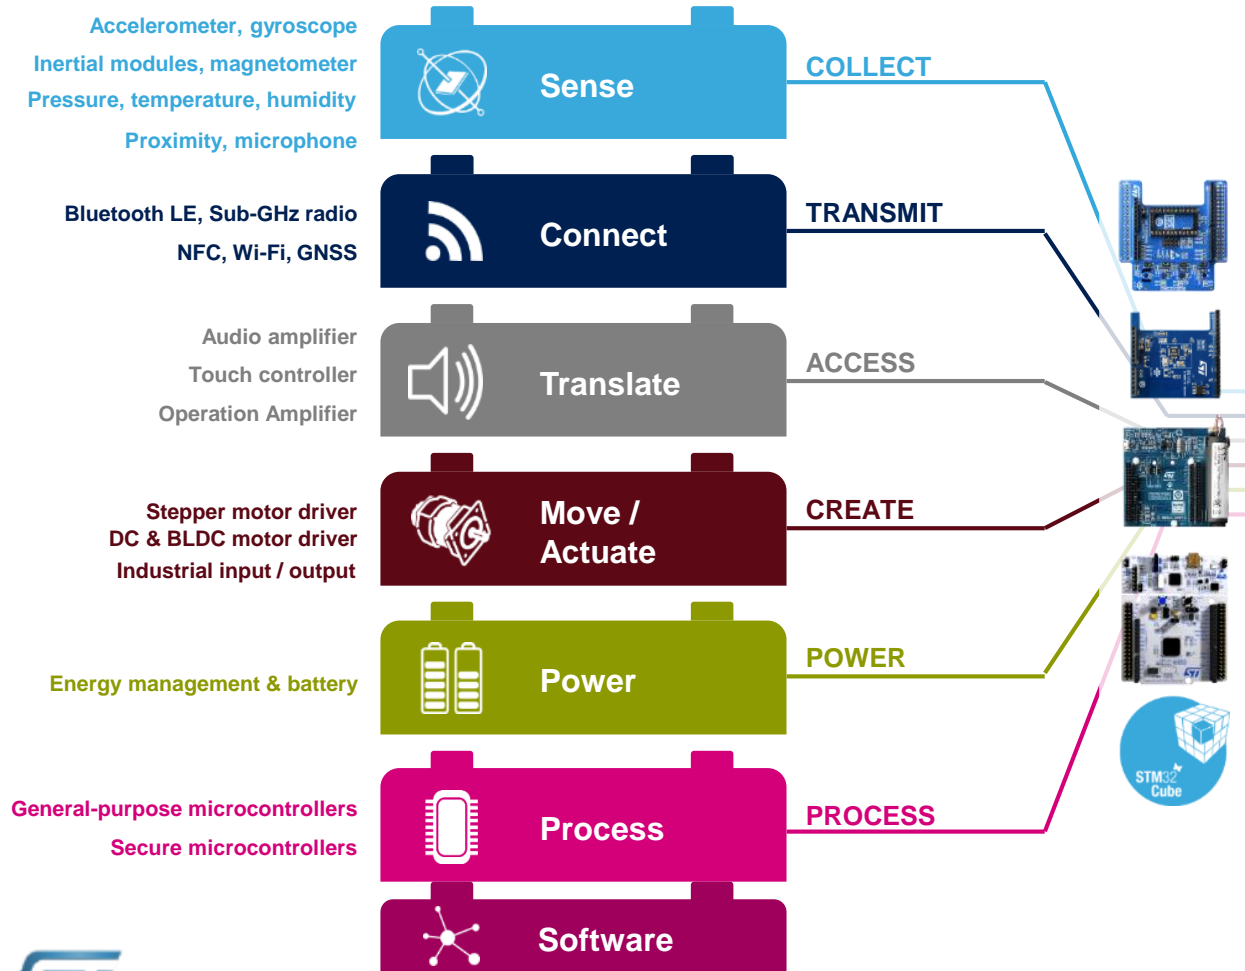 Accelerometer, gyroscope
Inertial modules, magnetometer
Pressure, temperature, humidity
Proximity, microphone
Sense
COLLECT
Bluetooth LE, Sub-GHz radio
NFC, Wi-Fi, GNSS
Connect
TRANSMIT
Audio amplifier
Touch controller
Operation Amplifier
Translate
ACCESS
Stepper motor driver
DC & BLDC motor driver
Industrial input / output
Move /
Actuate
CREATE
Energy management & battery
Power
POWER
General-purpose microcontrollers
Secure microcontrollers
Process
PROCESS
STM32
Cube
Software